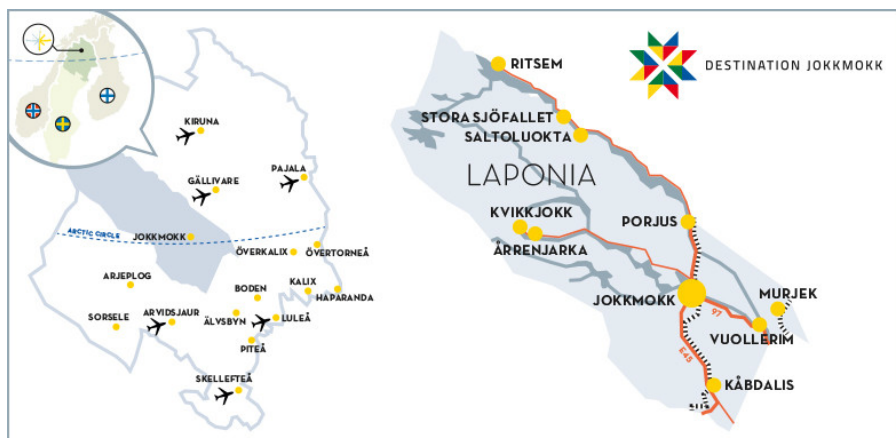 KIRUNA
PAJALA
GÄLLIVARE
ARCTIC CIRCLE
JOKKMOKK
ÖVERKALIX
ÖVERTORNEÅ
ARJEPLOG
BODEN
KALIX
HAPARANDA
SORSELE
ARVIDSJAUR
ÄLVSBYN
LULEÅ
PITEÅ
SKELLEFTEÅ
RITSEM
DESTINATION JOKKMOKK
STORA SJÖFALLET
SALTOLUOKTA
LAPONIA
KVIKKJOKK
PORJUS
ÅRRENJARKA
JOKKMOKK
MURJEK
97
VUOLLERIM
E45
KÅBDALIS